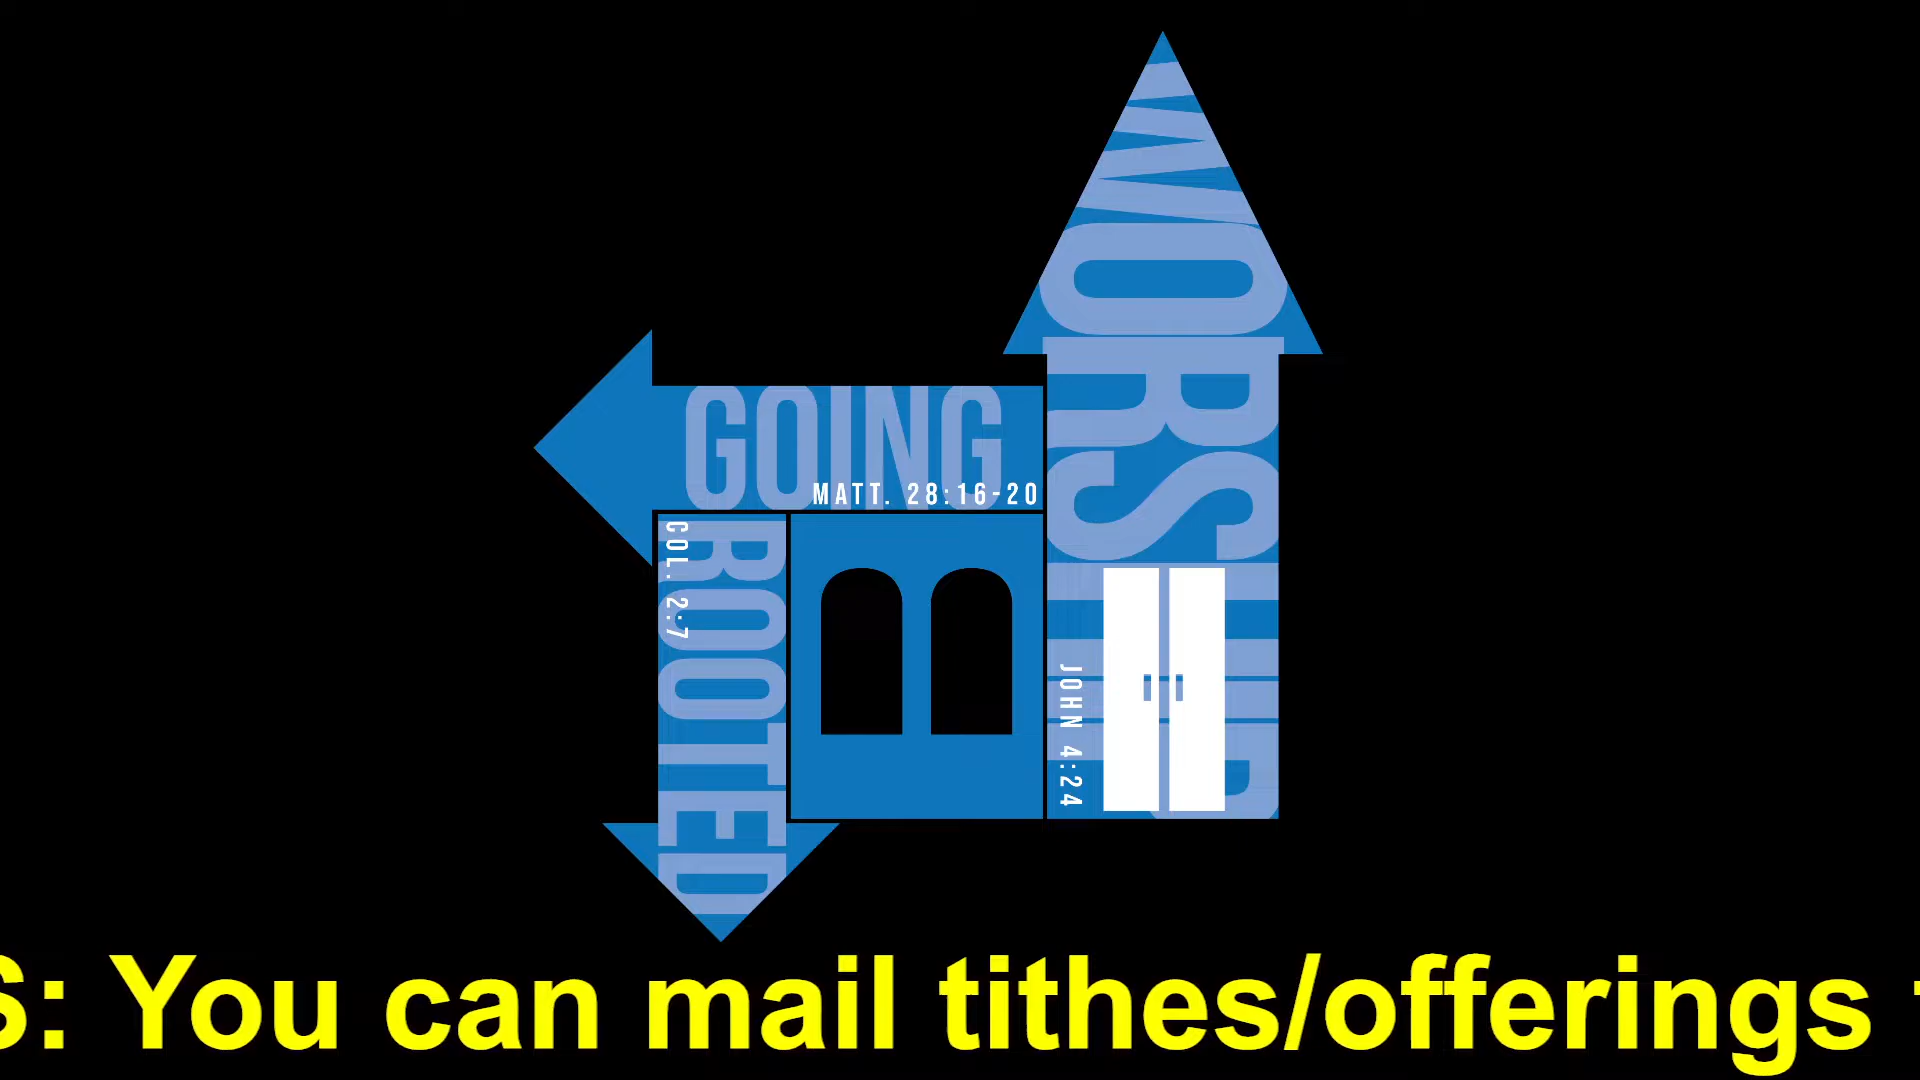 WORSHIP
GOING
MATT. 28:16-20
ROOTED
COL. 2:7
JOHN 4:24
S: You can mail tithes/offerings